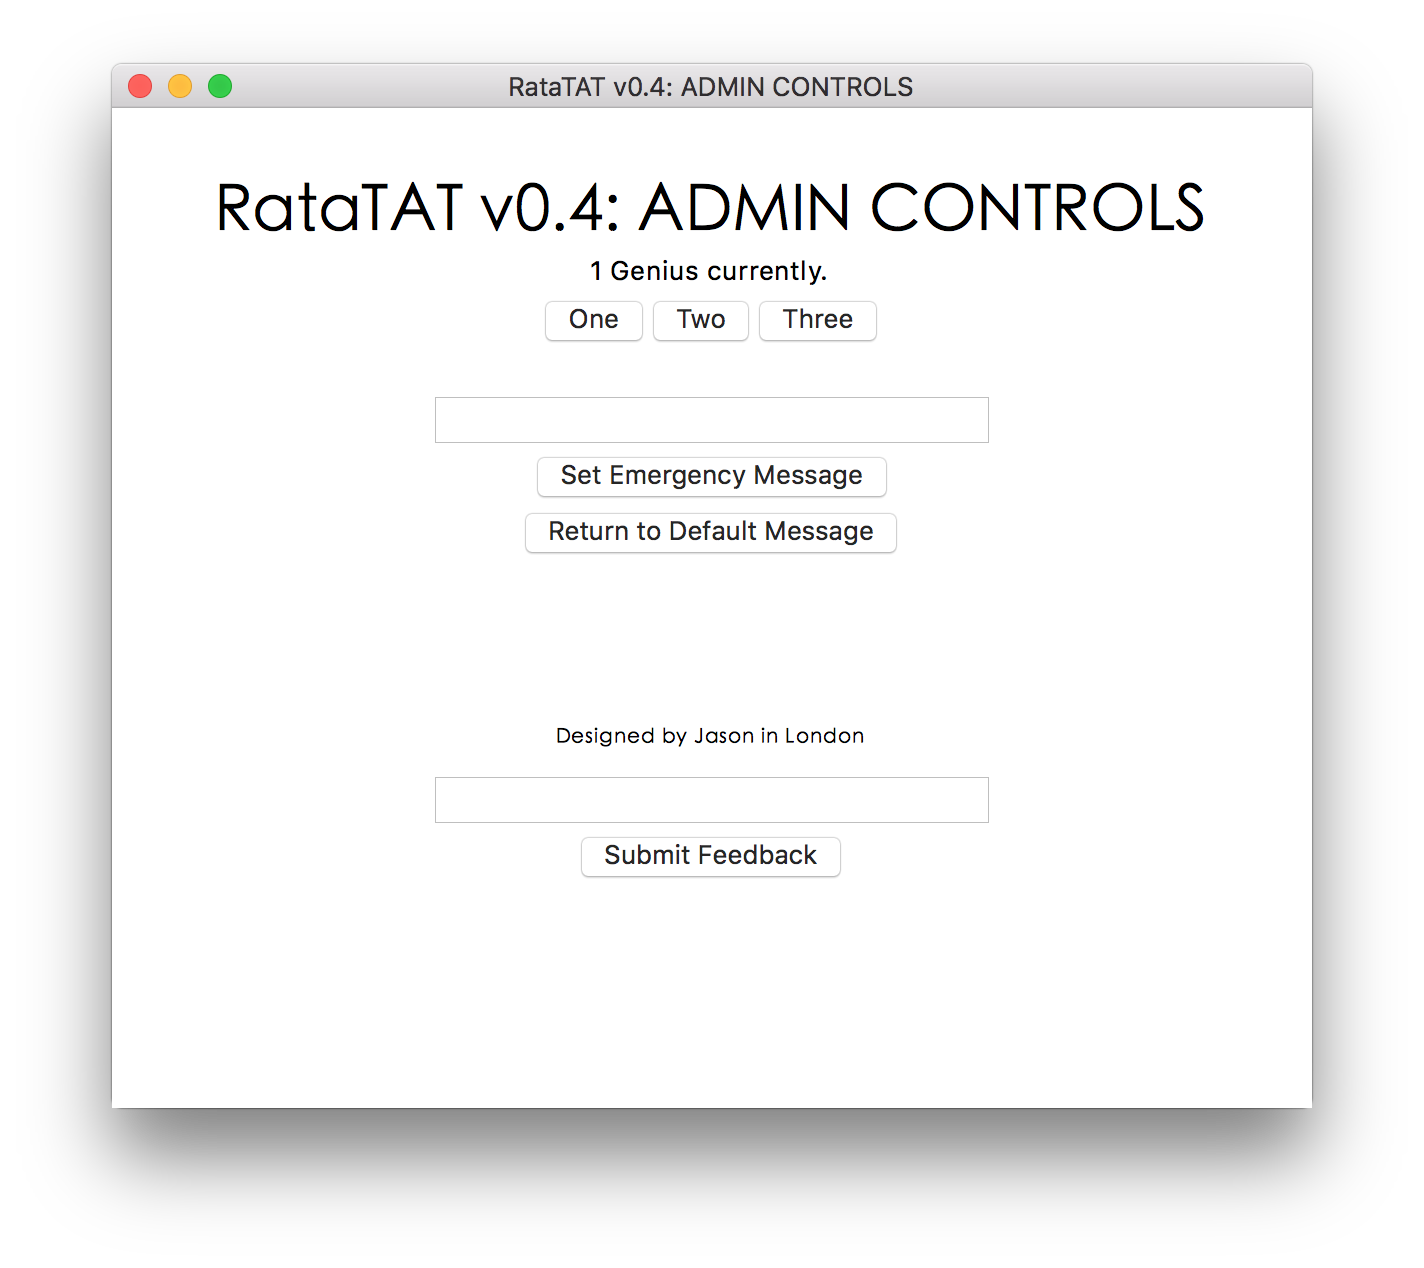 RataTAT v0.4: ADMIN CONTROLS
RataTAT v0.4: ADMIN CONTROLS
1 Genius currently.
One Two Three
Set Emergency Message
Return to Default Message
Designed by Jason in London
Submit Feedback